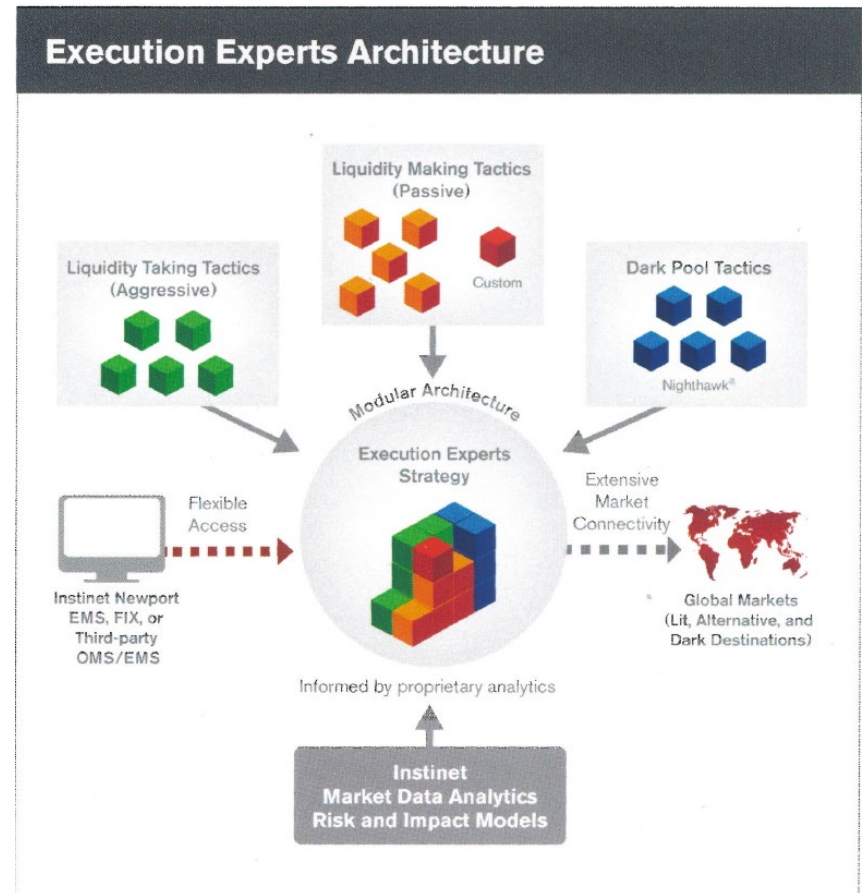 Execution Experts Architecture
Liquidity Making Tactics
(Passive)
Custom
Liquidity Taking Tactics
(Aggressive)
Dark Pool Tactics
Nighthawk®
Modular Architecture
Execution Experts
Strategy
Flexible
Access
Extensive
Market
Connectivity
Instinet Newport
EMS, FIX, or
Third-party
OMS/EMS
Global Markets
(Lit, Alternative, and
Dark Destinations)
Informed by proprietary analytics
Instinet
Market Data Analytics
Risk and Impact Models